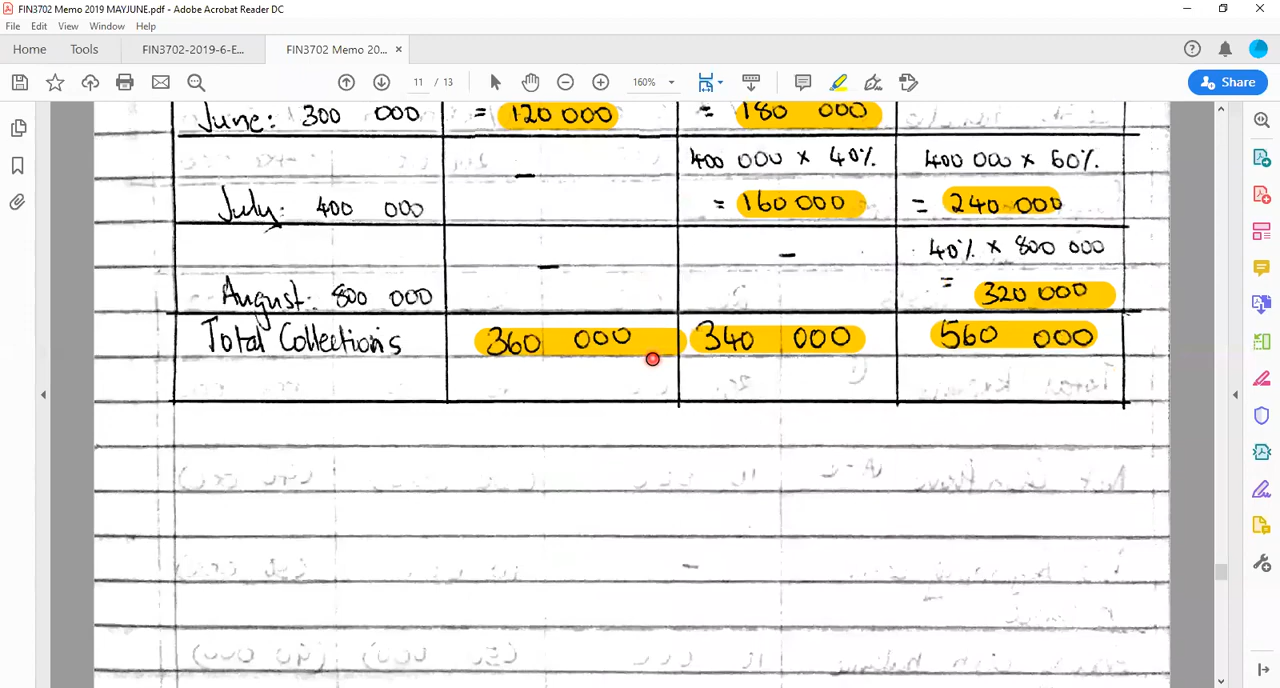 FIN3702 Memo 2019 MAYJUNE.pdf - Adobe Acrobat Reader DC
File Edit View Window Help
Home Tools FIN3702-2019-6-E... FIN3702 Memo 20... ×
11 / 13 160% Share
June: 300 000 = 120 000 = 180 000
400 000 x 40% 400 000 x 60%
July: 400 000 - = 160 000 = 240 000
- - 40% x 800 000
August: 800 000 = 320 000
Total Collections 360 000 340 000 560 000